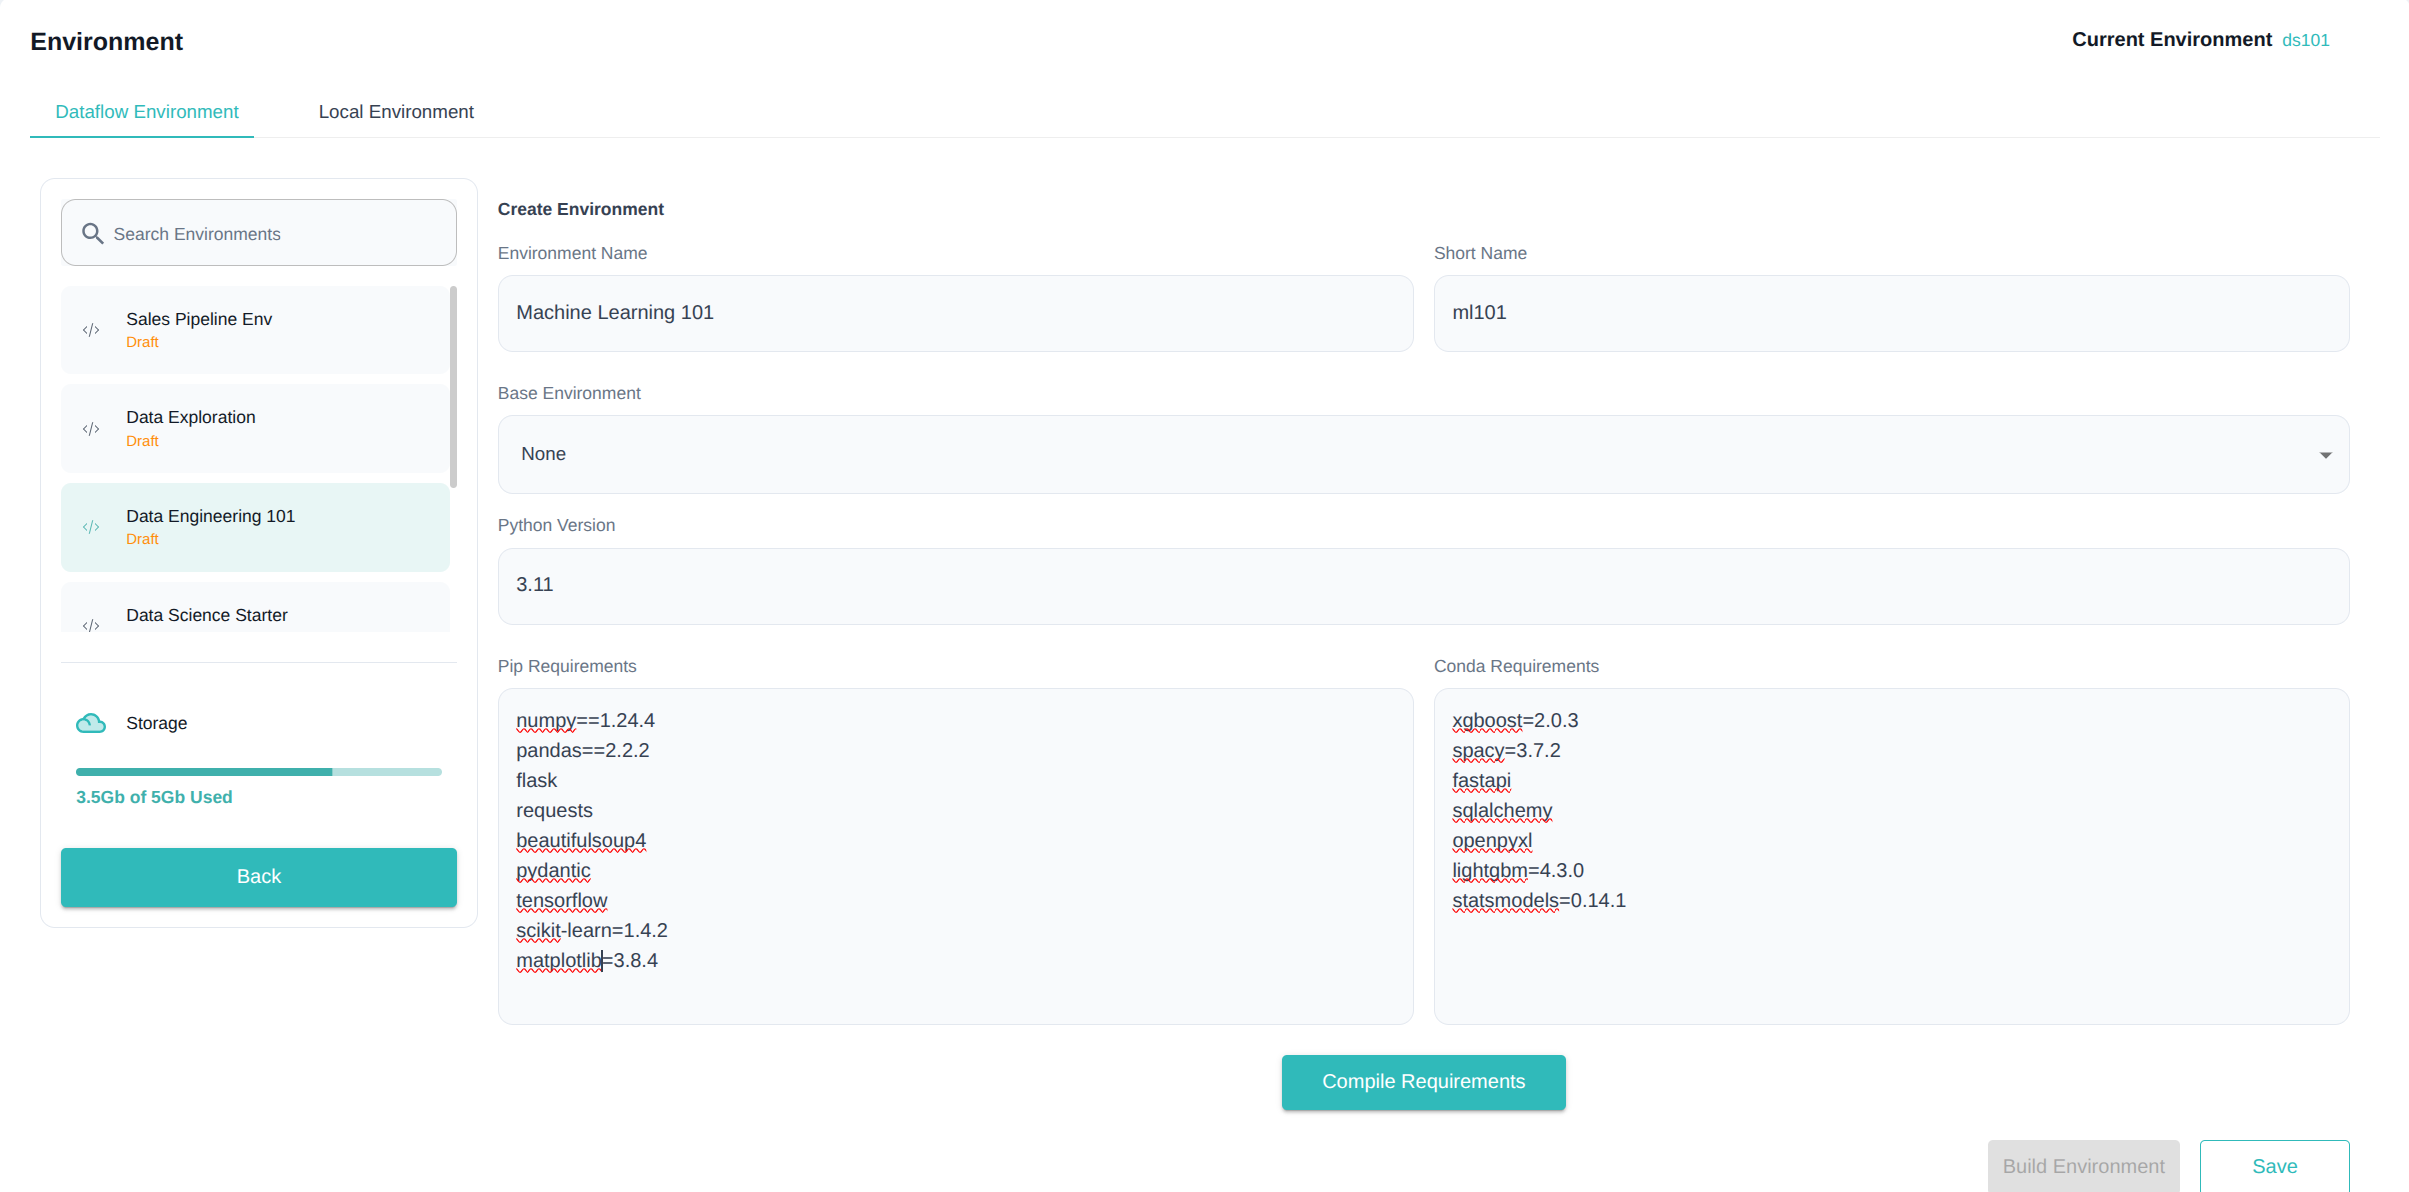 Environment
Current Environment ds101
Dataflow Environment
Local Environment
Search Environments
Sales Pipeline Env
Draft
Data Exploration
Draft
Data Engineering 101
Draft
Data Science Starter
Storage
3.5Gb of 5Gb Used
Back
Create Environment
Environment Name
Machine Learning 101
Short Name
ml101
Base Environment
None
Python Version
3.11
Pip Requirements
numpy==1.24.4
pandas==2.2.2
flask
requests
beautifulsoup4
pydantic
tensorflow
scikit-learn=1.4.2
matplotlib=3.8.4
Conda Requirements
xgboost=2.0.3
spacy=3.7.2
fastapi
sqlalchemy
openpyxl
lightgbm=4.3.0
statsmodels=0.14.1
Compile Requirements
Build Environment
Save